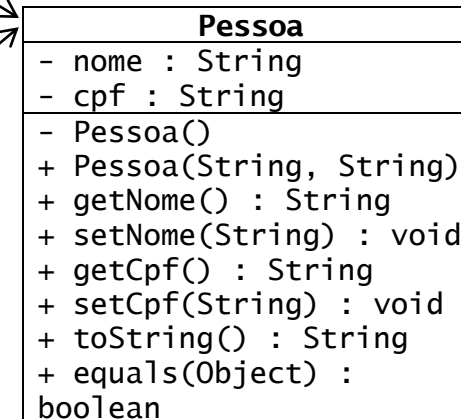 Pessoa
- nome : String
- cpf : String
- Pessoa()
+ Pessoa(String, String)
+ getNome() : String
+ setNome(String) : void
+ getCpf() : String
+ setCpf(String) : void
+ toString() : String
+ equals(Object) :
boolean